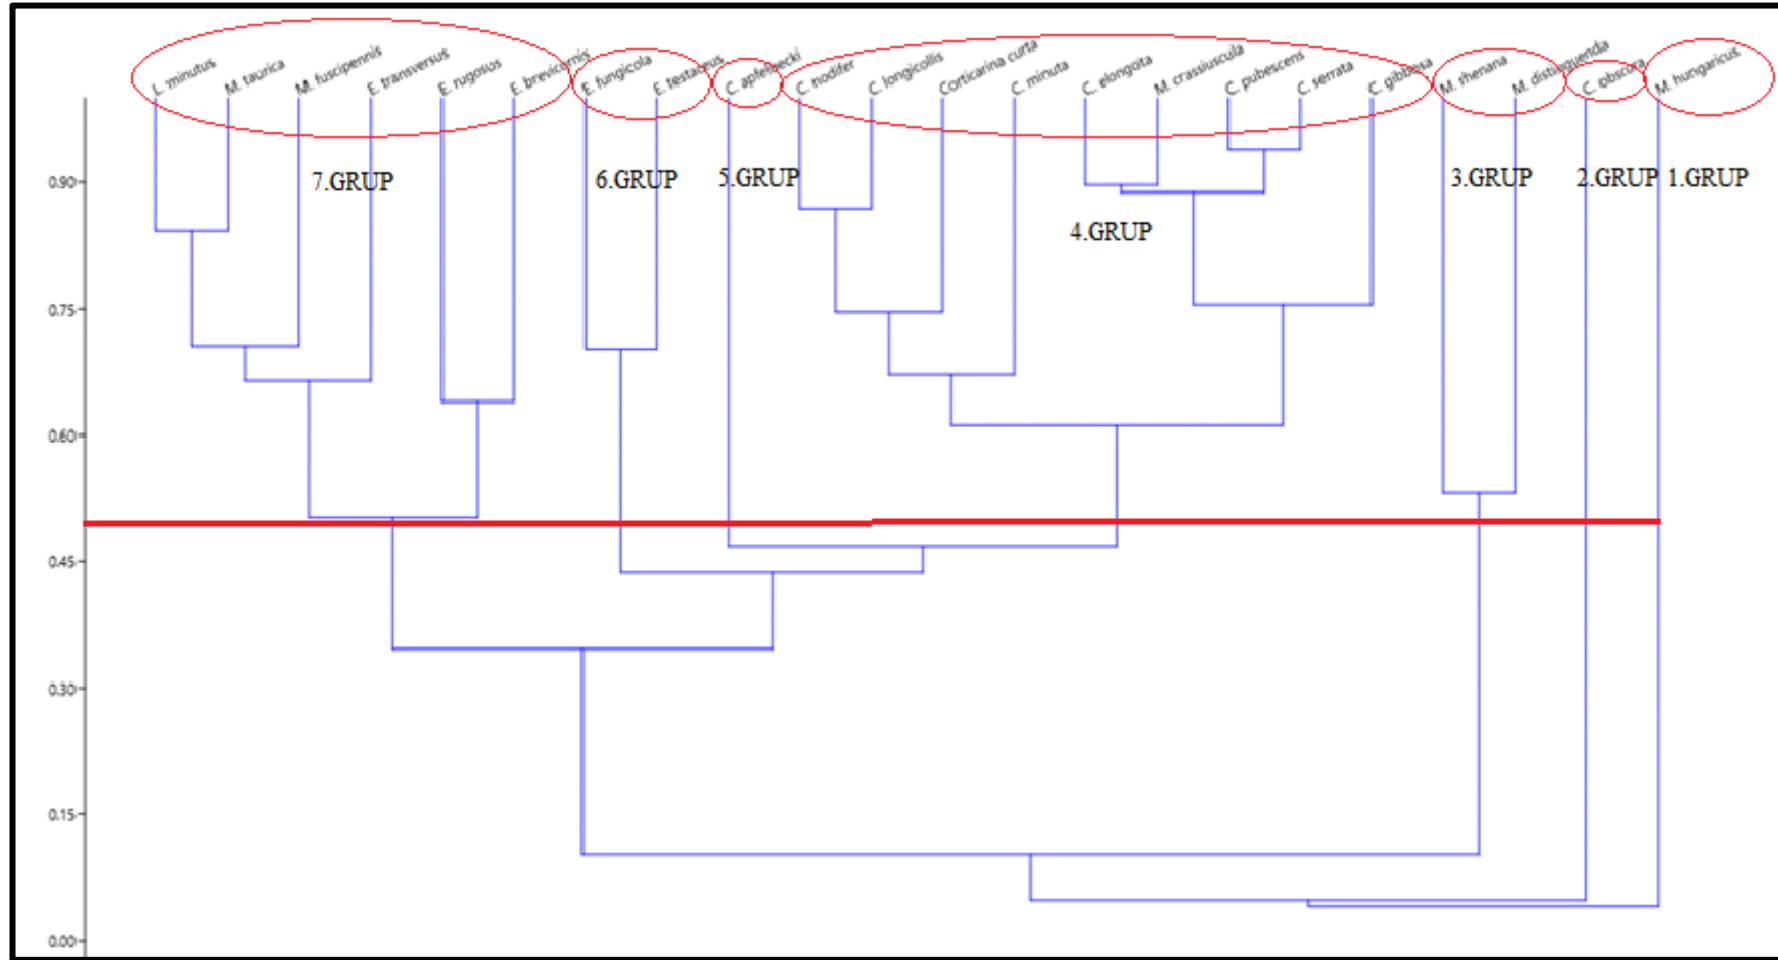 L. minutus
M. taurica
M. fuscipennis
E. transversus
E. rugosus
E. brevicornis
E. fungicola
E. testaceus
C. apfelbecki
C. nodifer
C. longicollis
Corticarina curta
C. minuta
C. elongoita
M. crassiuscula
C. pubescens
C. serrata
C. gibbosa
M. rhenana
M. distinguenda
C. obscura
M. hungaricus
7.GRUP
6.GRUP
5.GRUP
4.GRUP
3.GRUP
2.GRUP
1.GRUP
0.90
0.75
0.60
0.45
0.30
0.15
0.00